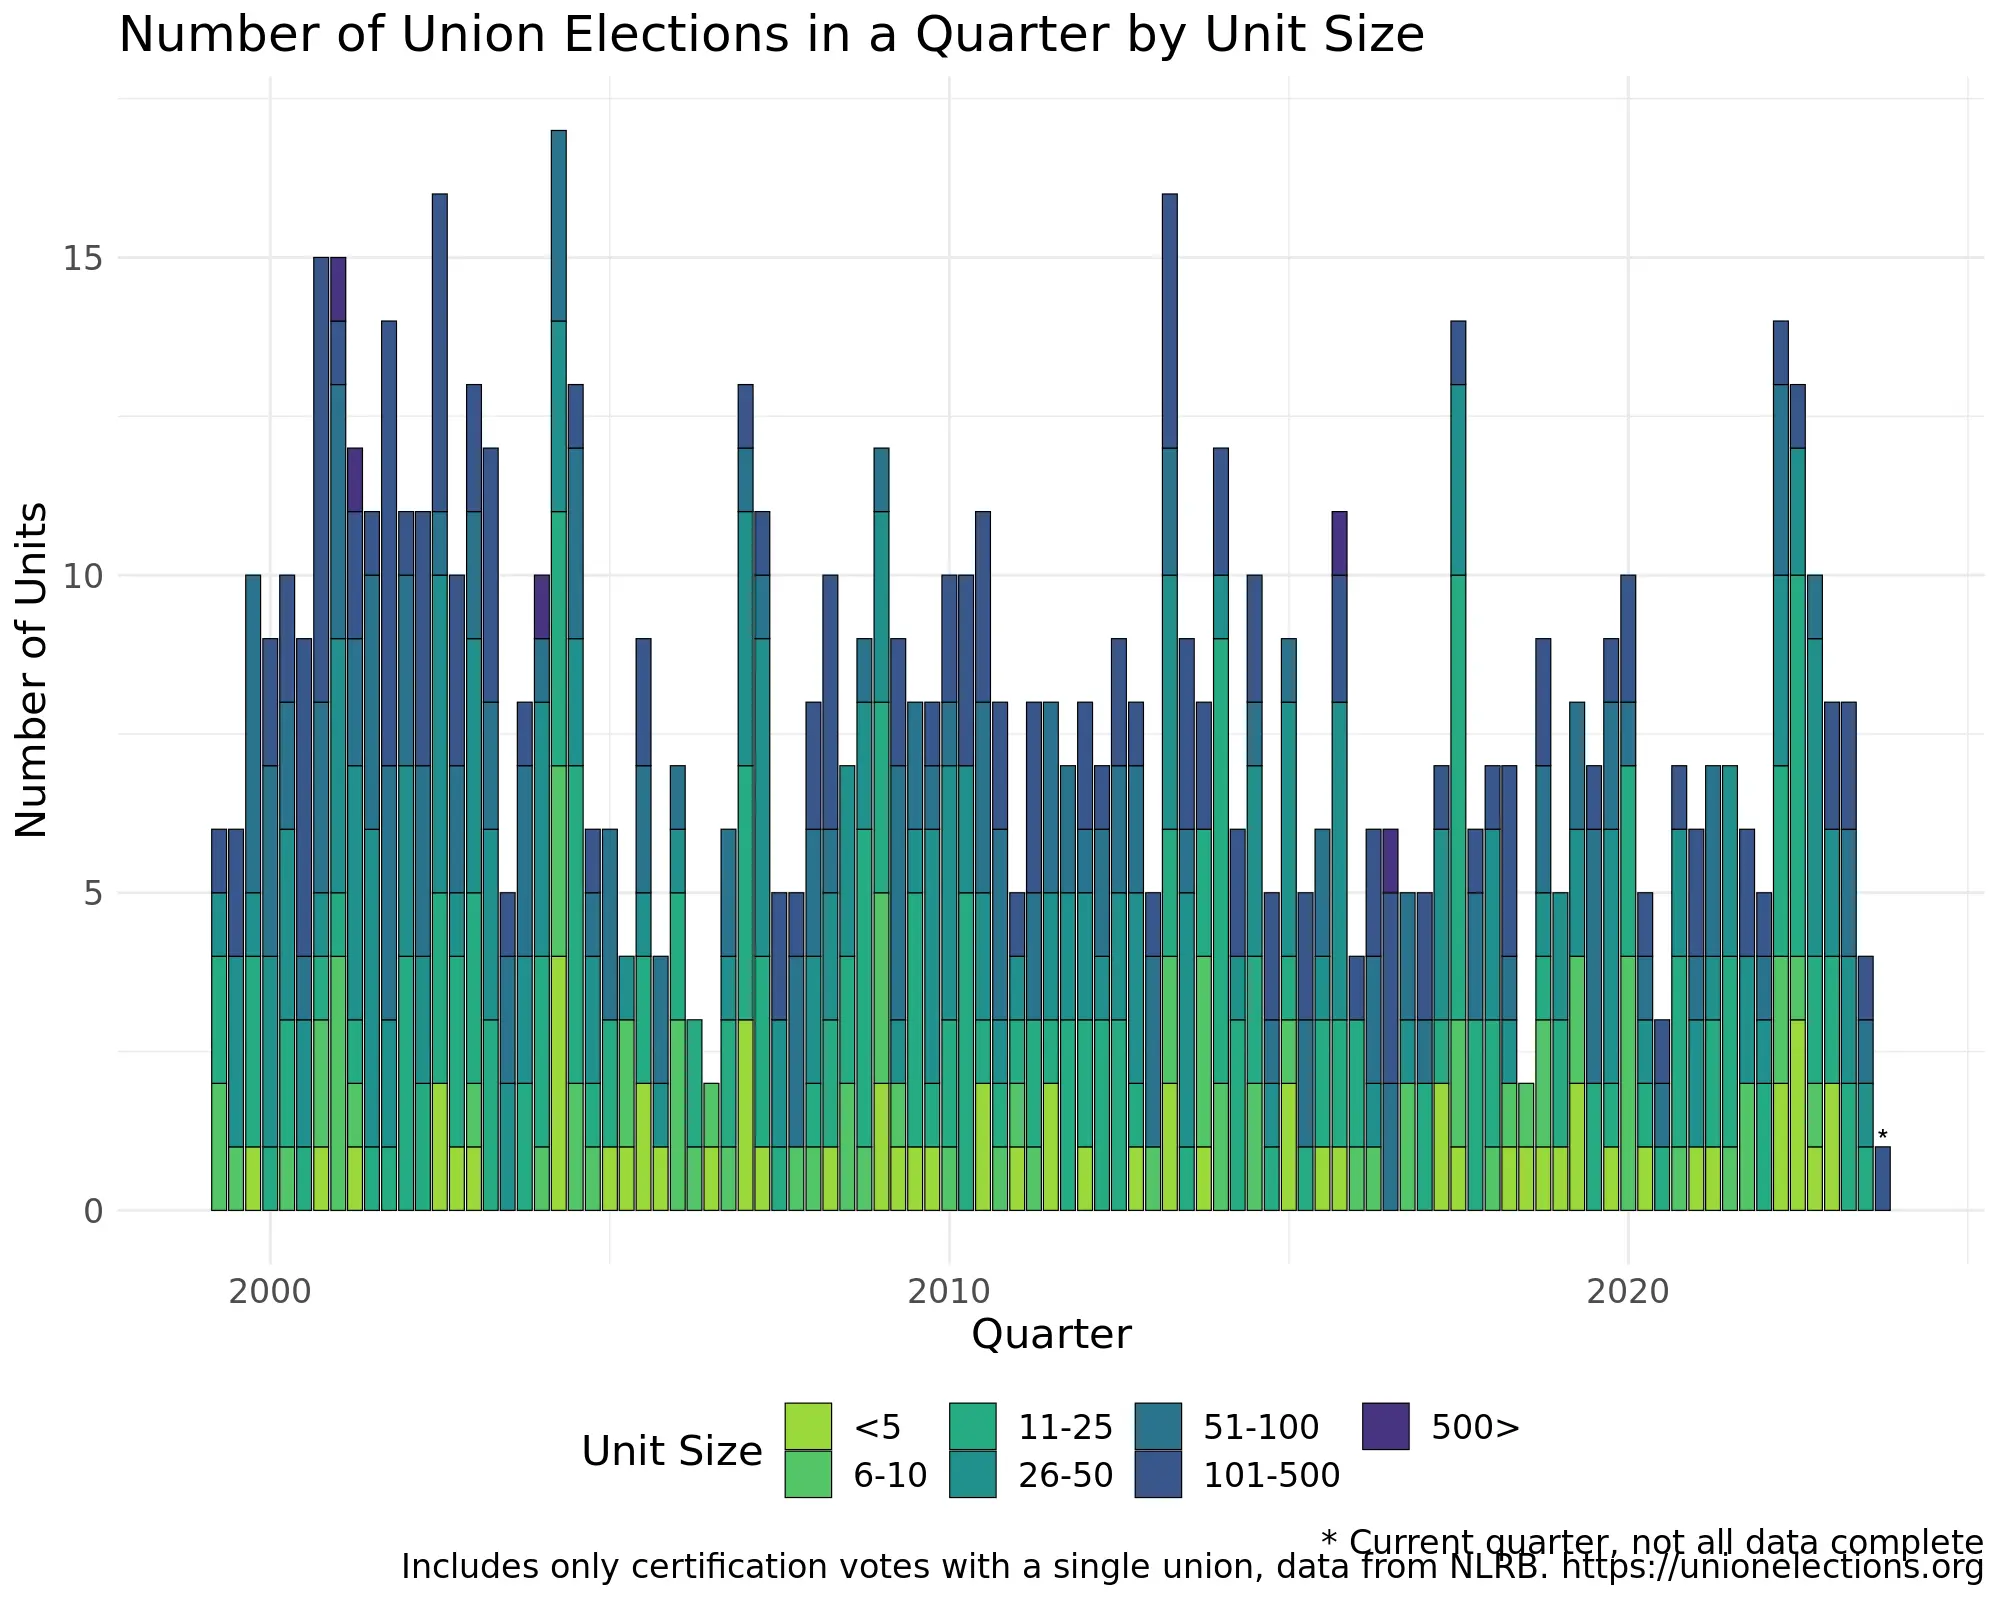 Number of Union Elections in a Quarter by Unit Size
Number of Units
15
10
5
0
*
2000
2010
2020
Quarter
Unit Size
<5
11-25
51-100
500>
6-10
26-50
101-500
* Current quarter, not all data complete
Includes only certification votes with a single union, data from NLRB. https://unionelections.org